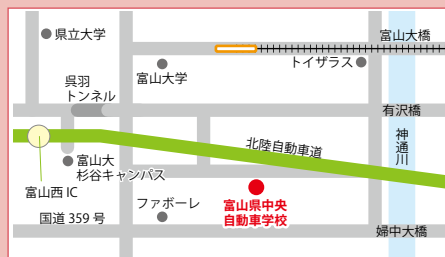 県立大学
富山大橋
富山大学
トイザラス
呉羽
トンネル
有沢橋
北陸自動車道
神通川
富山大
杉谷キャンパス
富山西 IC
ファボーレ
富山県中央
自動車学校
国道 359 号
婦中大橋